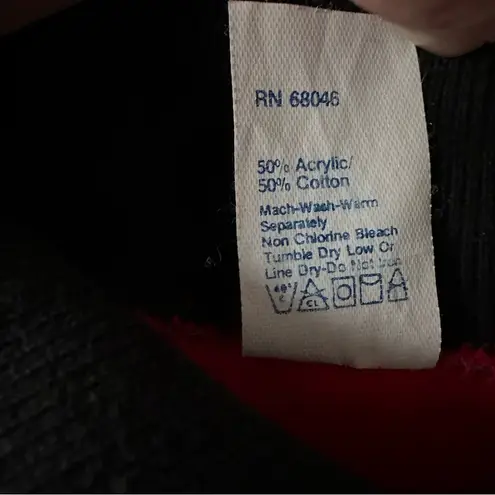 RN 68046
50% Acrylic/
50% Cotton
Mach-Wash-Warm
Separately
Non Chlorine Bleach
Tumble Dry Low Or
Line Dry-Do Not Iron
CL